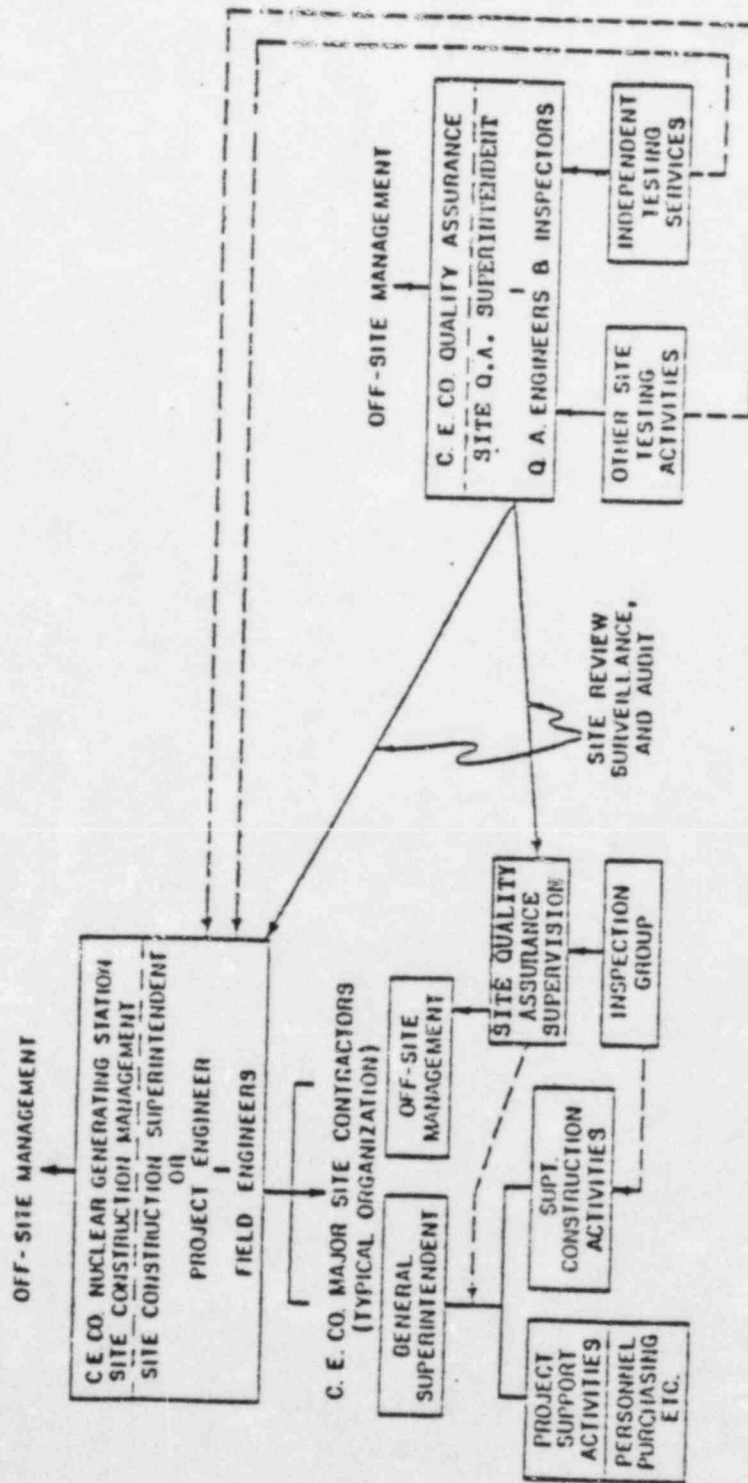 OFF-SITE MANAGEMENT
C E CO. NUCLEAR GENERATING STATION
SITE CONSTRUCTION MANAGEMENT
SITE CONSTRUCTION SUPERINTENDENT
OR
PROJECT ENGINEER
FIELD ENGINEERS
C. E. CO. MAJOR SITE CONTRACTORS
(TYPICAL ORGANIZATION)
GENERAL
SUPERINTENDENT
OFF-SITE
MANAGEMENT
PROJECT
SUPPORT
ACTIVITIES
PERSONNEL
PURCHASING
ETC.
SUPT.
CONSTRUCTION
ACTIVITIES
SITE QUALITY
ASSURANCE
SUPERVISION
INSPECTION
GROUP
SITE REVIEW
SURVEILLANCE,
AND AUDIT
OFF-SITE MANAGEMENT
C. E. CO. QUALITY ASSURANCE
SITE Q.A. SUPERINTENDENT
Q. A. ENGINEERS & INSPECTORS
OTHER SITE
TESTING
ACTIVITIES
INDEPENDENT
TESTING
SERVICES